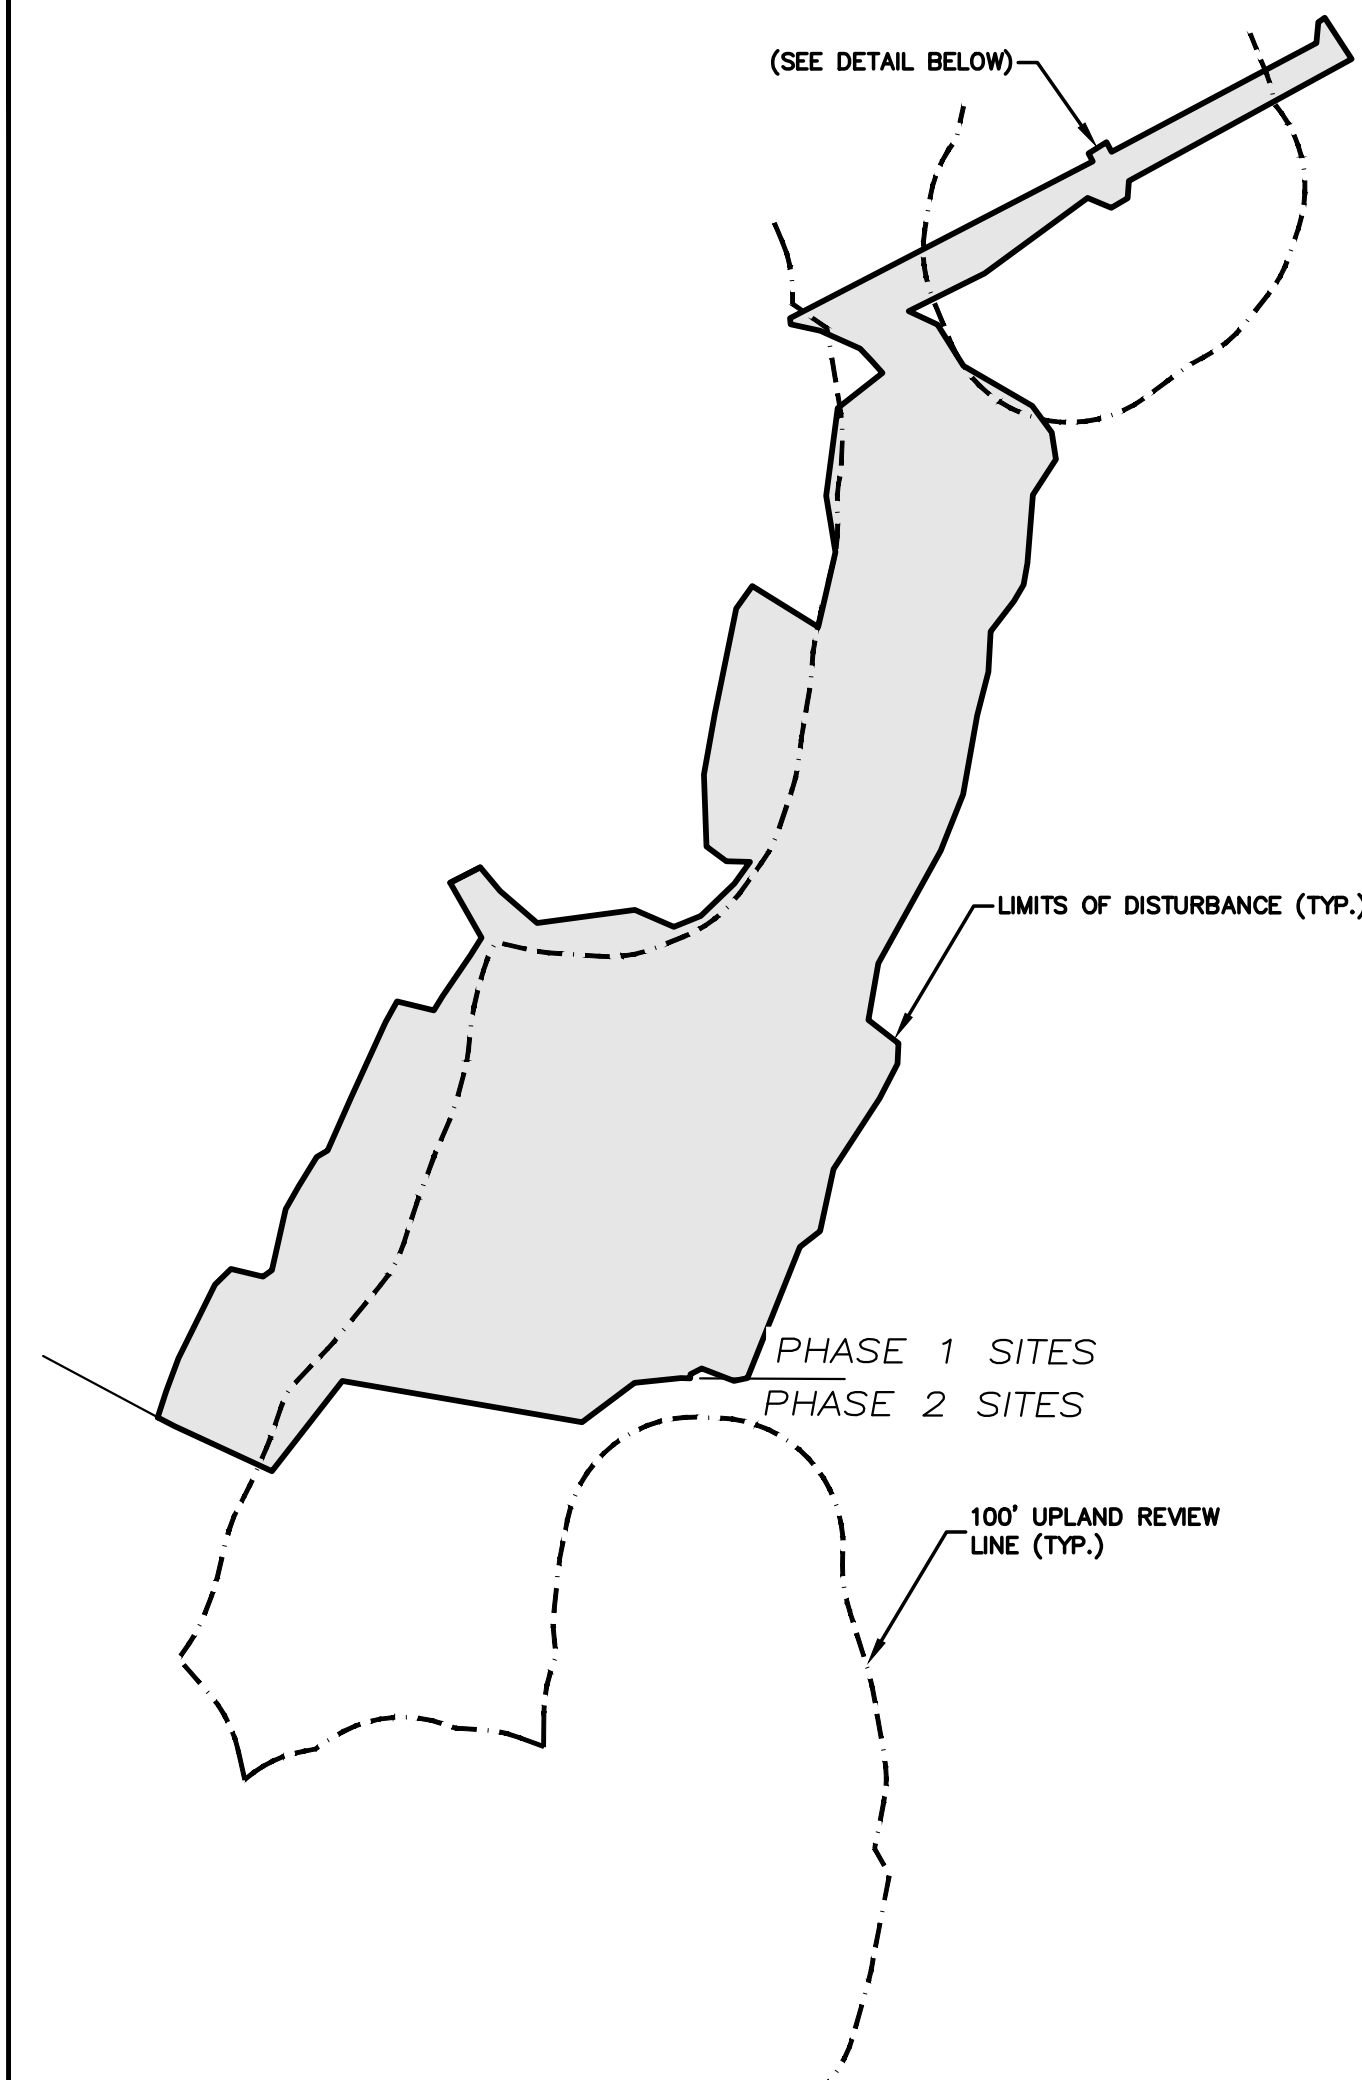 (SEE DETAIL BELOW)
LIMITS OF DISTURBANCE (TYP.)
PHASE 1 SITES
PHASE 2 SITES
100' UPLAND REVIEW
LINE (TYP.)